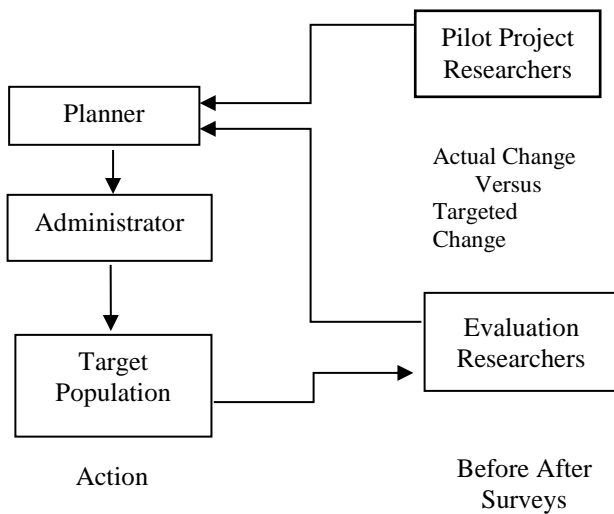 Pilot Project
Researchers
Planner
Actual Change
Versus
Targeted
Change
Administrator
Evaluation
Researchers
Target
Population
Action
Before After
Surveys